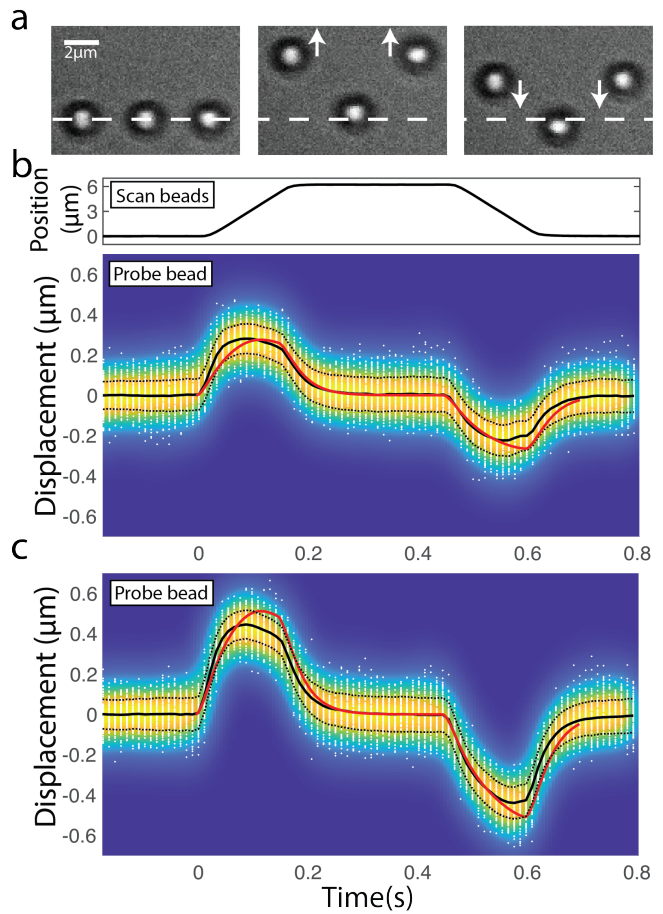 a
2μm
b
Position
(μm)
6
3
0
Scan beads
Displacement (μm)
Probe bead
0.6
0.4
0.2
0
-0.2
-0.4
-0.6
0 0.2 0.4 0.6 0.8
c
Displacement (μm)
Probe bead
0.6
0.4
0.2
0
-0.2
-0.4
-0.6
0 0.2 0.4 0.6 0.8
Time(s)